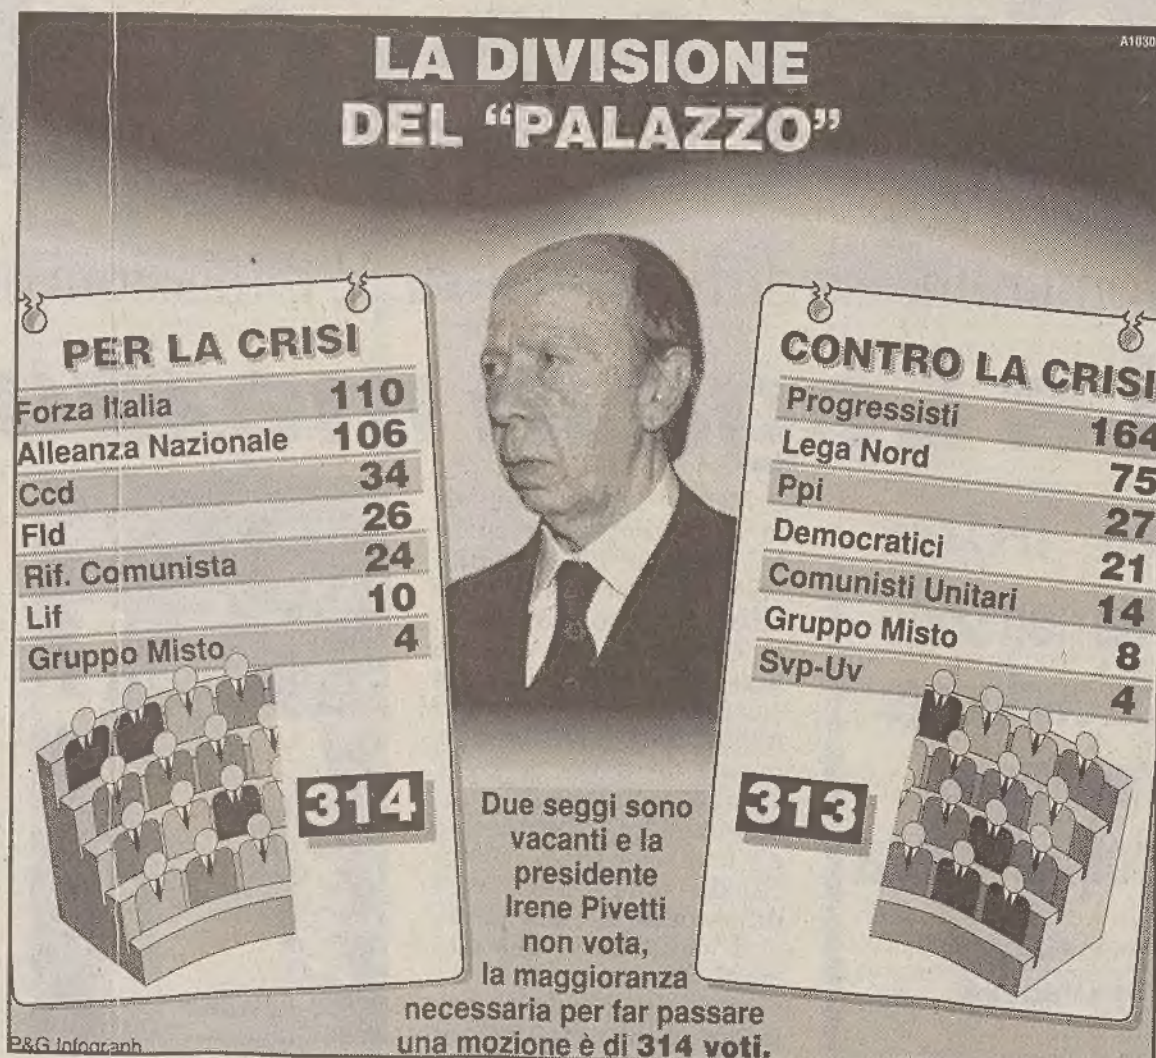 A1030
LA DIVISIONE
DEL “PALAZZO”
PER LA CRISI
Forza Italia 110
Alleanza Nazionale 106
Ccd 34
Fld 26
Rif. Comunista 24
Lif 10
Gruppo Misto 4
314
CONTRO LA CRISI
Progressisti 164
Lega Nord 75
Ppi 27
Democratici 21
Comunisti Unitari 14
Gruppo Misto 8
Svp-Uv 4
313
Due seggi sono
vacanti e la
presidente
Irene Pivetti
non vota,
la maggioranza
necessaria per far passare
una mozione è di 314 voti.
P&G Infograph